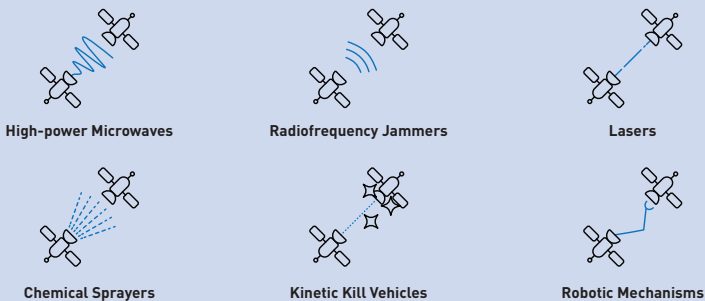 High-power Microwaves
Radiofrequency Jammers
Lasers
Chemical Sprayers
Kinetic Kill Vehicles
Robotic Mechanisms